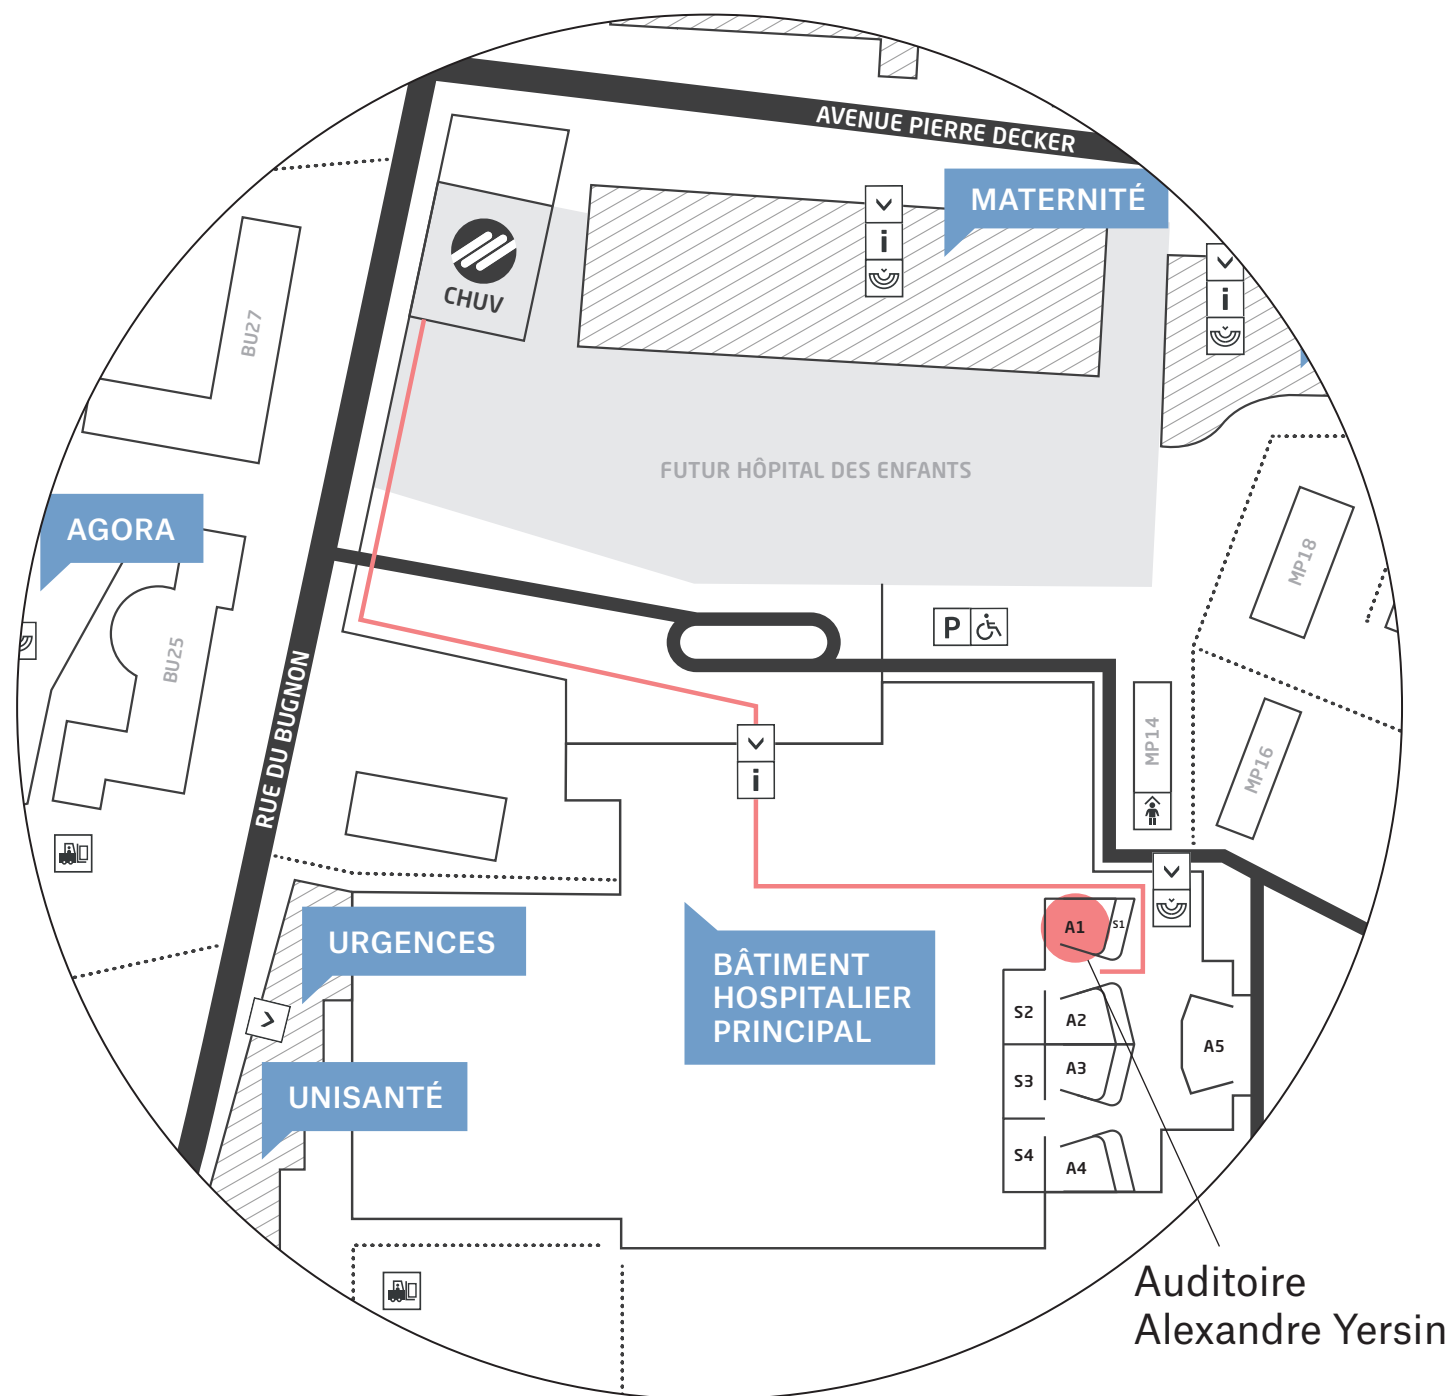 AVENUE PIERRE DECKER
MATERNITÉ
i
CHUV
i
BU27
FUTUR HÔPITAL DES ENFANTS
AGORA
MP18
BU25
P
RUE DU BUGNON
MP14
MP16
i
URGENCES
A1
S1
BÂTIMENT
HOSPITALIER
PRINCIPAL
S2
A2
A5
S3
A3
UNISANTÉ
S4
A4
Auditoire
Alexandre Yersin